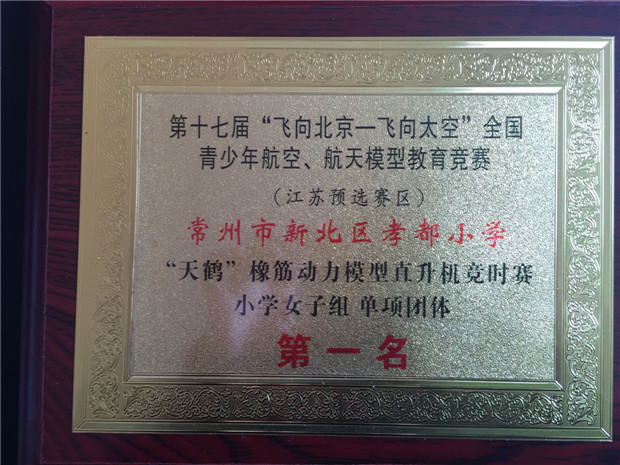 第十七届“飞向北京一飞向太空”全国
青少年航空、航天模型教育竞赛
（江苏预选赛区）
常州市新北区孝都小学
“天鹤”橡筋动力模型直升机竞时赛
小学女子组 单项团体
第一名